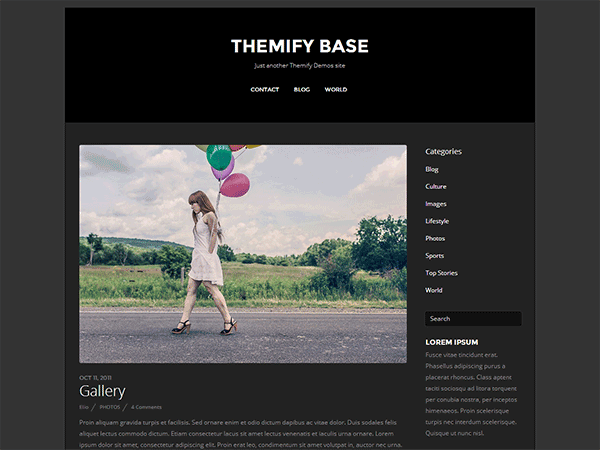 THEMIFY BASE
Just another Themify Demos site
CONTACT BLOG WORLD
OCT 11, 2011
Gallery
Elio / PHOTOS / 4 Comments
Proin aliquam gravida turpis et facilisis. Sed ornare enim et odio dictum dapibus ac vitae dolor. Duis sodales felis
aliquet lectus commodo dictum. Etiam consectetur lacus sit amet lectus venenatis et iaculis urna ornare. Lorem
ipsum dolor sit amet, consectetur adipiscing elit. Proin erat leo, condimentum sit amet volutpat in, auctor nec urna.
Categories
Blog
Culture
Images
Lifestyle
Photos
Sports
Top Stories
World
Search
LOREM IPSUM
Fusce vitae tincidunt erat.
Phasellus adipiscing purus a
placerat rhoncus. Class aptent
taciti sociosqu ad litora torquent
per conubia nostra, per inceptos
himenaeos. Proin scelerisque
turpis nec interdum scelerisque.
Quisque ut nunc nisl.